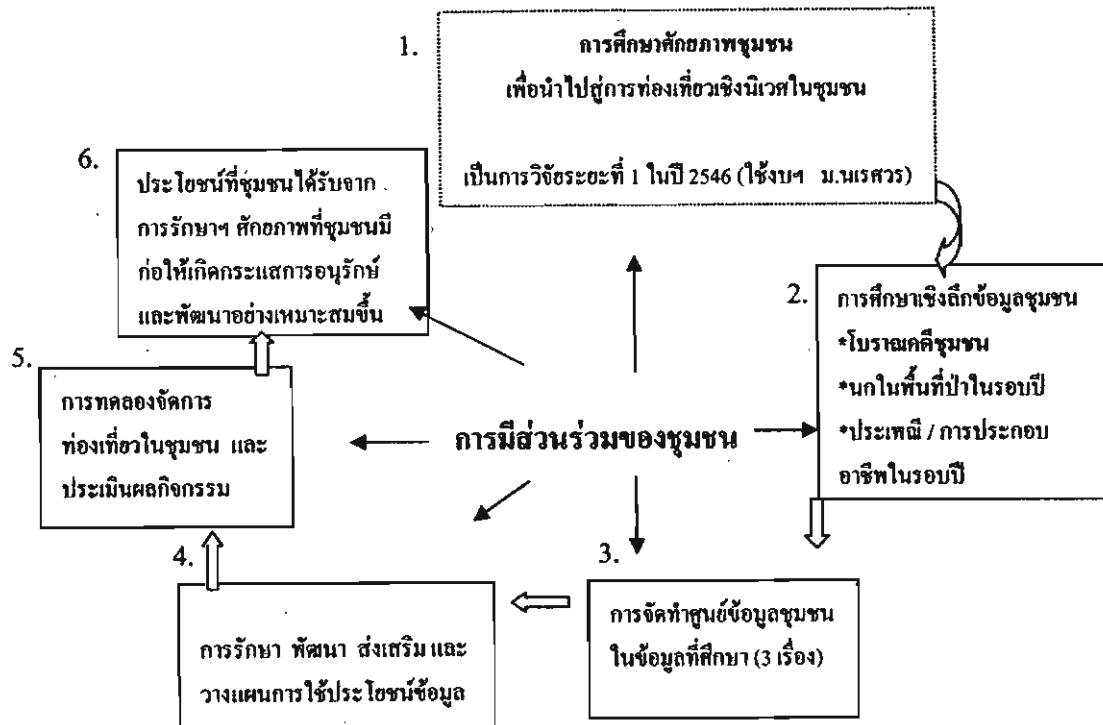 1.
การศึกษาศักยภาพชุมชน
เพื่อนำไปสู่การท่องเที่ยวเชิงนิเวศในชุมชน
เป็นการวิจัยระยะที่ 1 ในปี 2546 (ใช้งบฯ ม.นเรศวร)
2.
การศึกษาเชิงลึกข้อมูลชุมชน
*โบราณคดีชุมชน
*นกในพื้นที่ป่าในรอบปี
*ประเพณี / การประกอบ
อาชีพในรอบปี
3.
การจัดทำศูนย์ข้อมูลชุมชน
ในข้อมูลที่ศึกษา (3 เรื่อง)
4.
การรักษา พัฒนา ส่งเสริม และ
วางแผนการใช้ประโยชน์ข้อมูล
5.
การทดลองจัดการ
ท่องเที่ยวในชุมชน และ
ประเมินผลกิจกรรม
6.
ประโยชน์ที่ชุมชนได้รับจาก
การรักษาฯ ศักยภาพที่ชุมชนมี
ก่อให้เกิดกระแสการอนุรักษ์
และพัฒนาอย่างเหมาะสมขึ้น
การมีส่วนร่วมของชุมชน